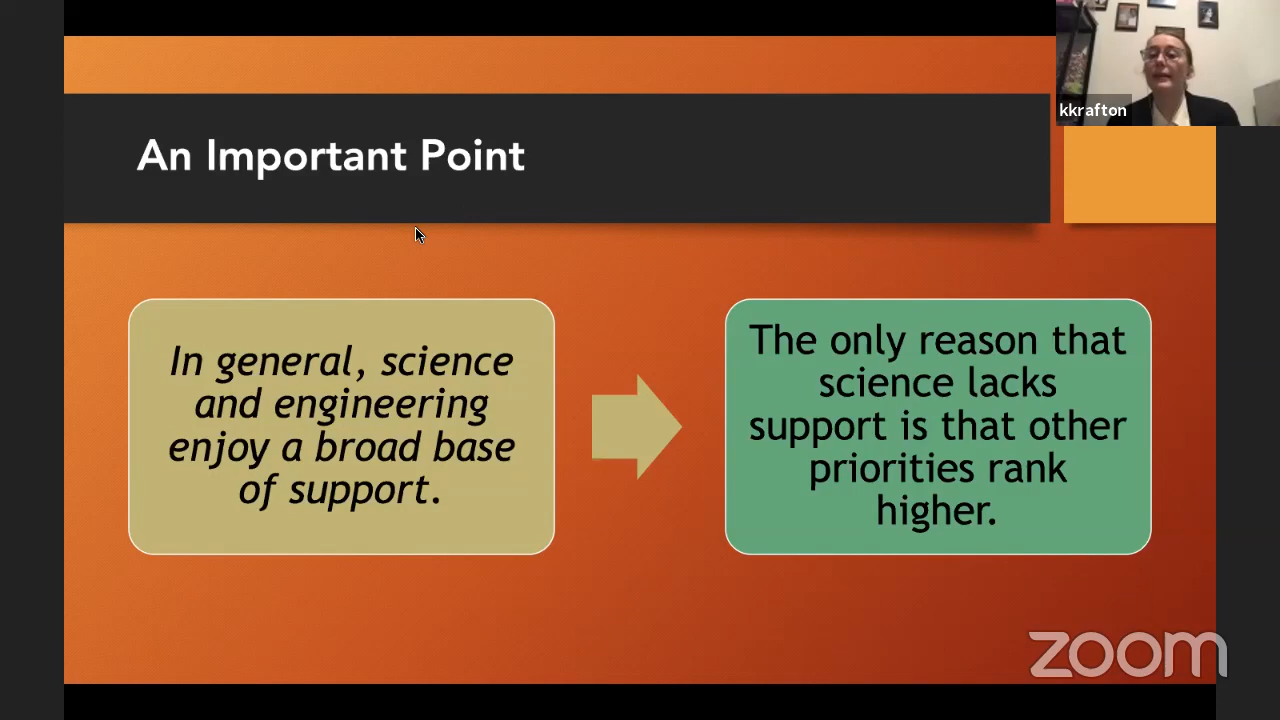 kkrafton
An Important Point
In general, science
and engineering
enjoy a broad base
of support.
The only reason that
science lacks
support is that other
priorities rank
higher.
zoom